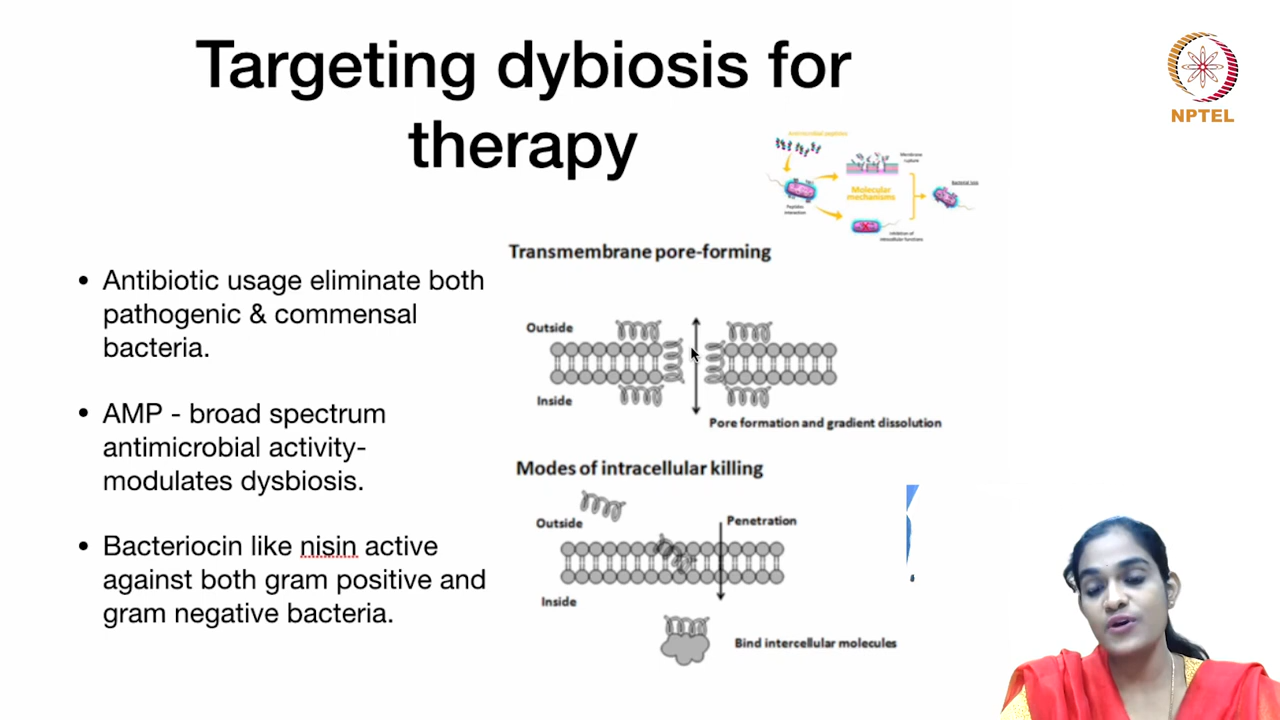 Targeting dybiosis for
therapy
NPTEL
Antimicrobial peptides
Membrane
rupture
Molecular
mechanisms
Peptides
interaction
Bacterial lysis
Inhibition of
intracellular functions
Transmembrane pore-forming
Outside
Inside
Pore formation and gradient dissolution
Modes of intracellular killing
Outside
Penetration
Inside
Bind intercellular molecules
• Antibiotic usage eliminate both
pathogenic & commensal
bacteria.
• AMP - broad spectrum
antimicrobial activity-
modulates dysbiosis.
• Bacteriocin like nisin active
against both gram positive and
gram negative bacteria.